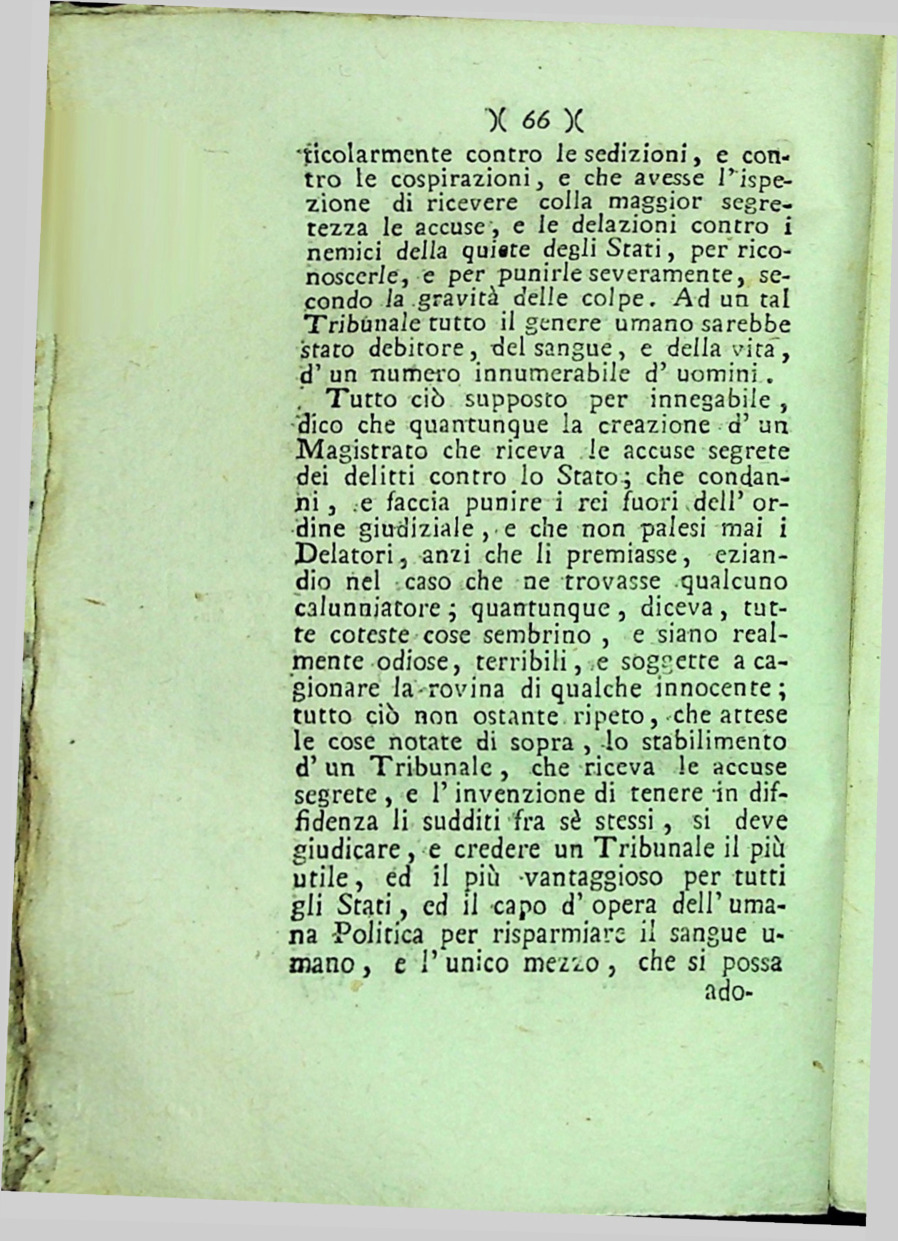 )( 66 )(
ticolarmente contro le sedizioni, e con-
tro le cospirazioni, e che avesse l'ispe-
zione di ricevere colla maggior segre-
tezza le accuse, e le delazioni contro i
nemici della quiete degli Stati, per rico-
noscerle, e per punirle severamente, se-
condo la gravità delle colpe. Ad un tal
Tribunale tutto il genere umano sarebbe
stato debitore, del sangue, e della vita,
d' un numero innumerabile d' uomini.
Tutto ciò supposto per innegabile,
dico che quantunque la creazione d' un
Magistrato che riceva le accuse segrete
dei delitti contro lo Stato; che condan-
ni, e faccia punire i rei fuori dell' or-
dine giudiziale, e che non palesi mai i
Delatori, anzi che li premiasse, ezian-
dio nel caso che ne trovasse qualcuno
calunniatore; quantunque, diceva, tut-
te coteste cose sembrino, e siano real-
mente odiose, terribili, e soggette a ca-
gionare la rovina di qualche innocente;
tutto ciò non ostante ripeto, che attese
le cose notate di sopra, lo stabilimento
d' un Tribunale, che riceva le accuse
segrete, e l' invenzione di tenere in dif-
fidenza li sudditi fra sè stessi, si deve
giudicare, e credere un Tribunale il più
utile, ed il più vantaggioso per tutti
gli Stati, ed il capo d' opera dell' uma-
na Politica per risparmiare il sangue u-
mano, e l' unico mezzo, che si possa
ado-